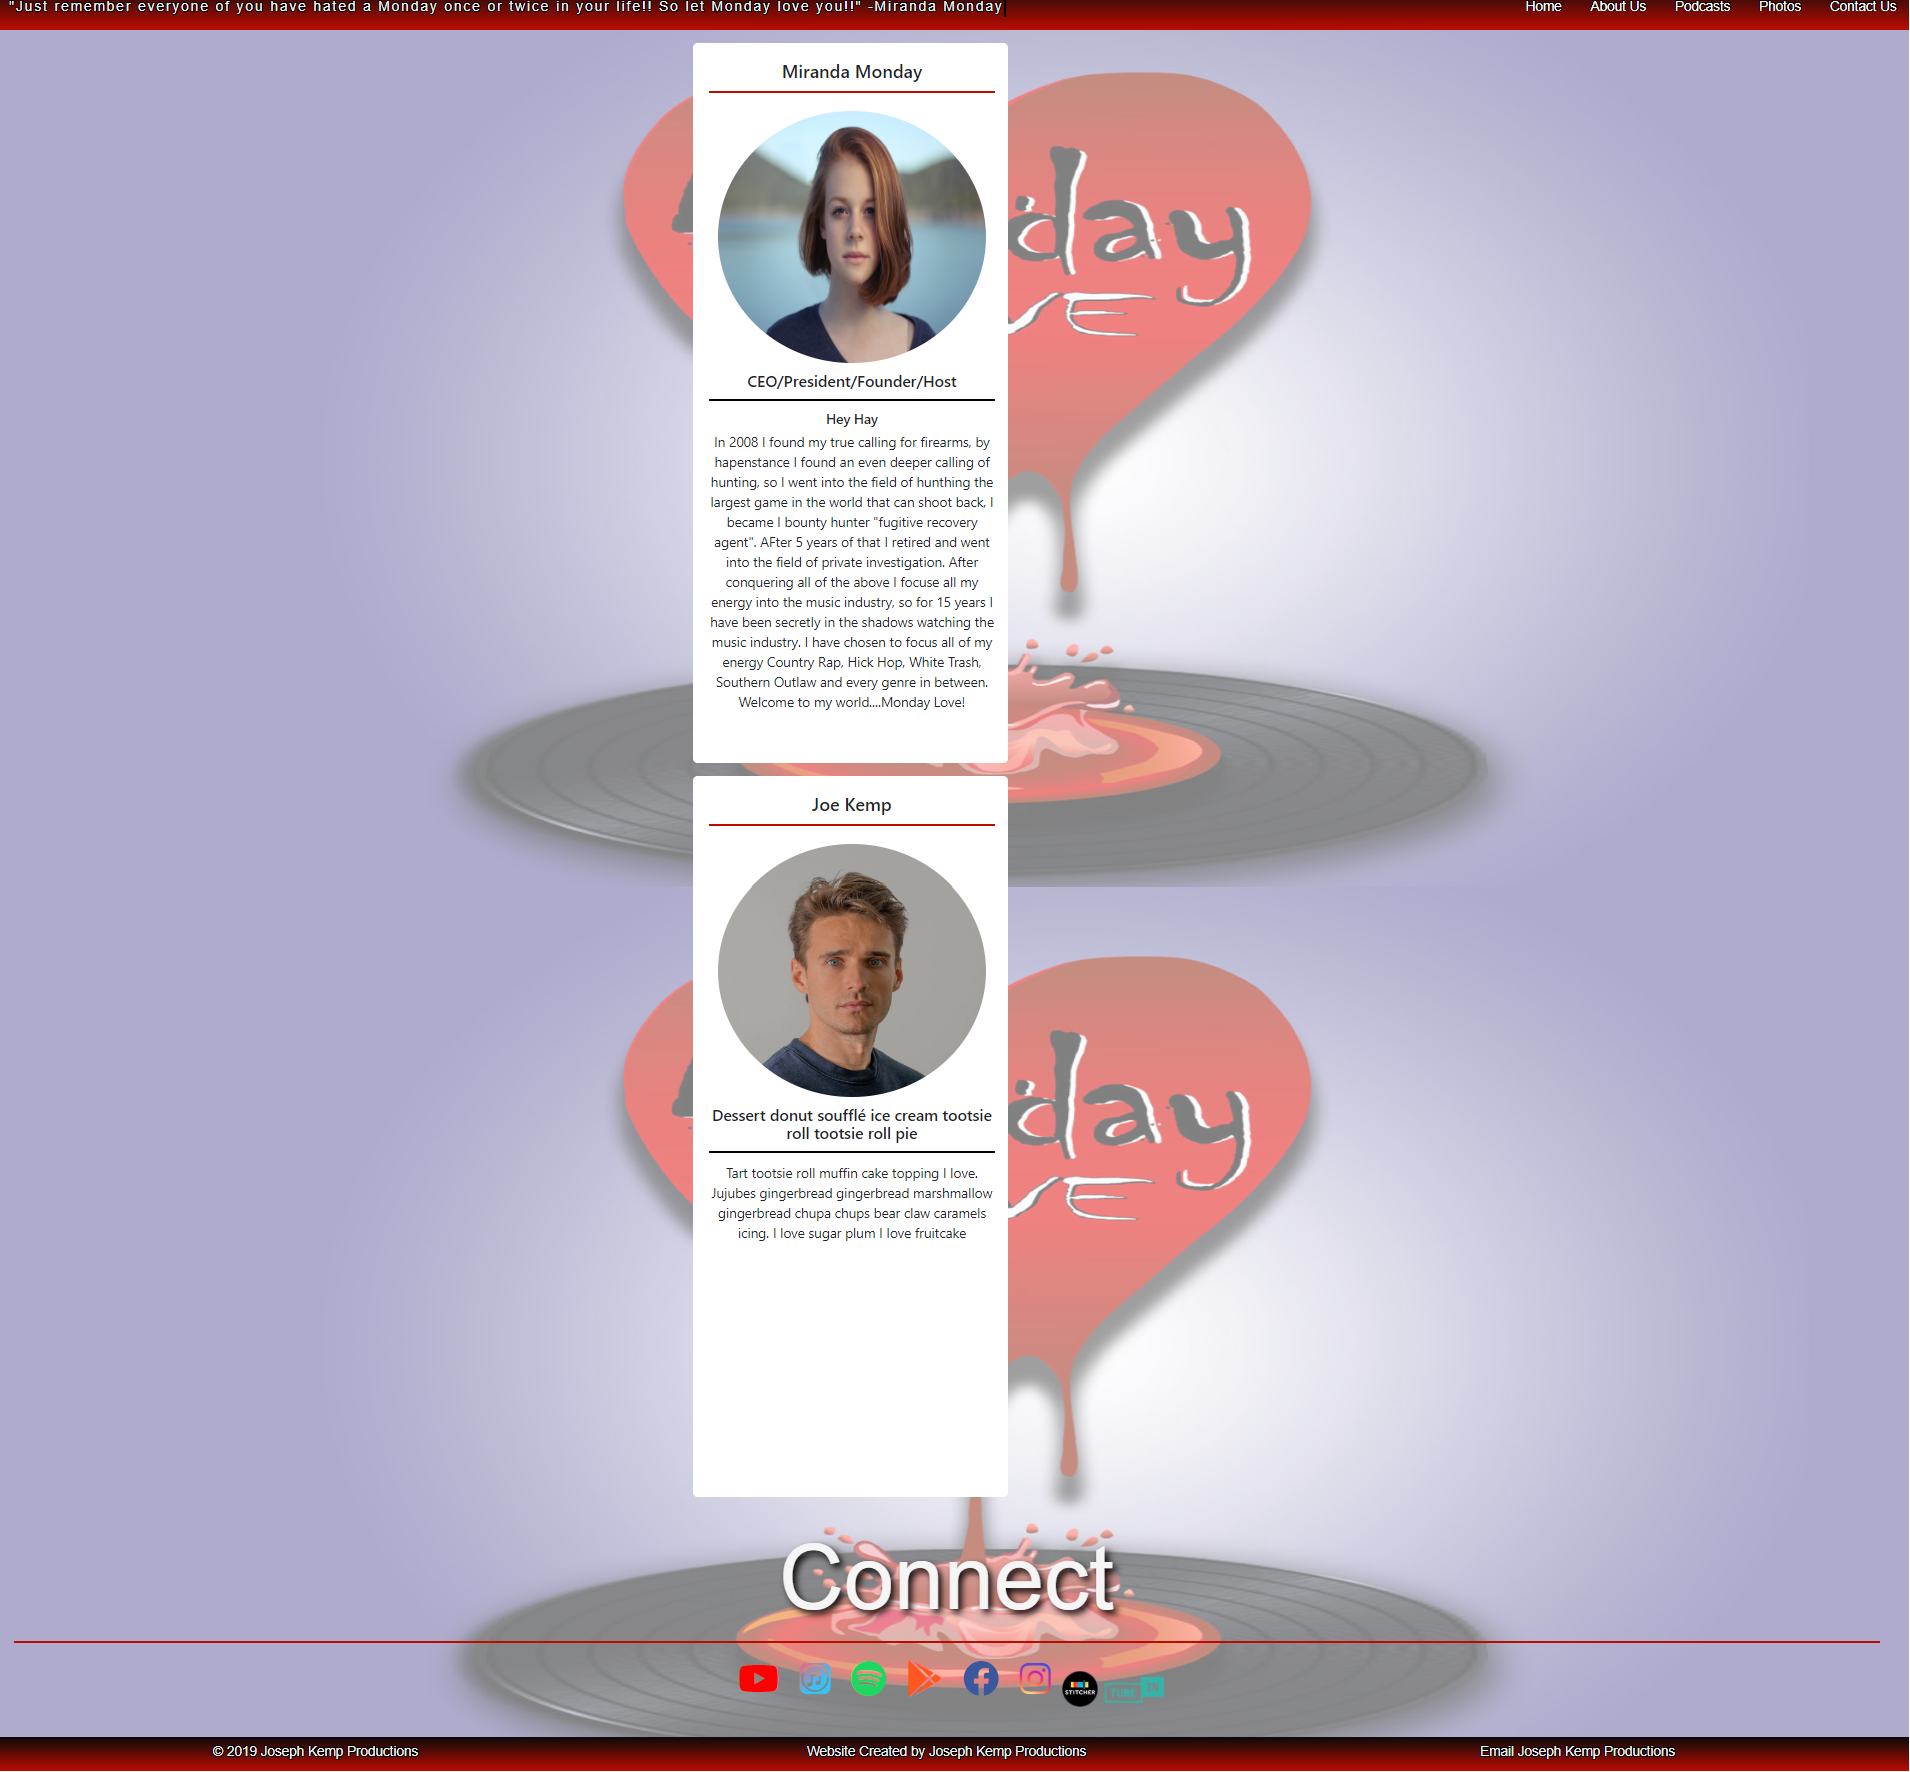 "Just remember everyone of you have hated a Monday once or twice in your life!! So let Monday love you!!" -Miranda Monday
Home About Us Podcasts Photos Contact Us
Miranda Monday
day
VE
CEO/President/Founder/Host
Hey Hay
In 2008 I found my true calling for firearms, by
hapenstance I found an even deeper calling of
hunting, so I went into the field of hunthing the
largest game in the world that can shoot back, I
became I bounty hunter "fugitive recovery
agent". AFter 5 years of that I retired and went
into the field of private investigation. After
conquering all of the above I focuse all my
energy into the music industry, so for 15 years I
have been secretly in the shadows watching the
music industry. I have chosen to focus all of my
energy Country Rap, Hick Hop, White Trash,
Southern Outlaw and every genre in between.
Welcome to my world....Monday Love!
Joe Kemp
day
VE
Dessert donut soufflé ice cream tootsie
roll tootsie roll pie
Tart tootsie roll muffin cake topping I love.
Jujubes gingerbread gingerbread marshmallow
gingerbread chupa chups bear claw caramels
icing. I love sugar plum I love fruitcake
Connect
STITCHER
TUNE IN
© 2019 Joseph Kemp Productions
Website Created by Joseph Kemp Productions
Email Joseph Kemp Productions